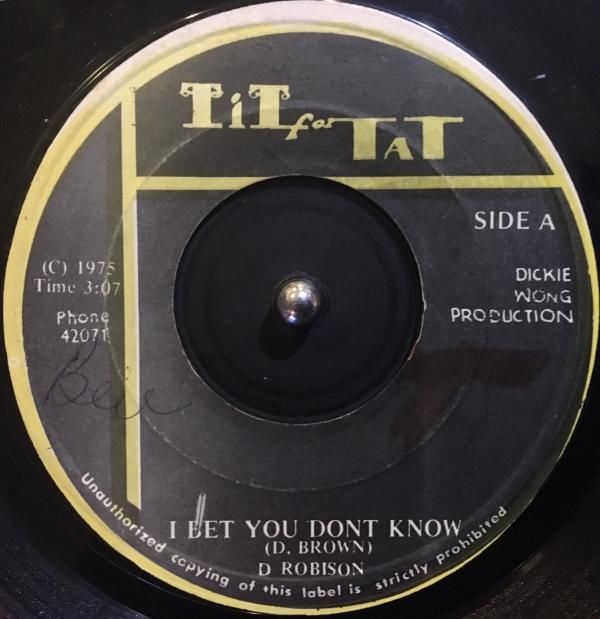 TiT for TAT
SIDE A
(C) 1975
Time 3:07
Phone
42071
DICKIE
WONG
PRODUCTION
I BET YOU DONT KNOW
(D. BROWN)
D ROBISON
Unauthorized copying of this label is strictly prohibited